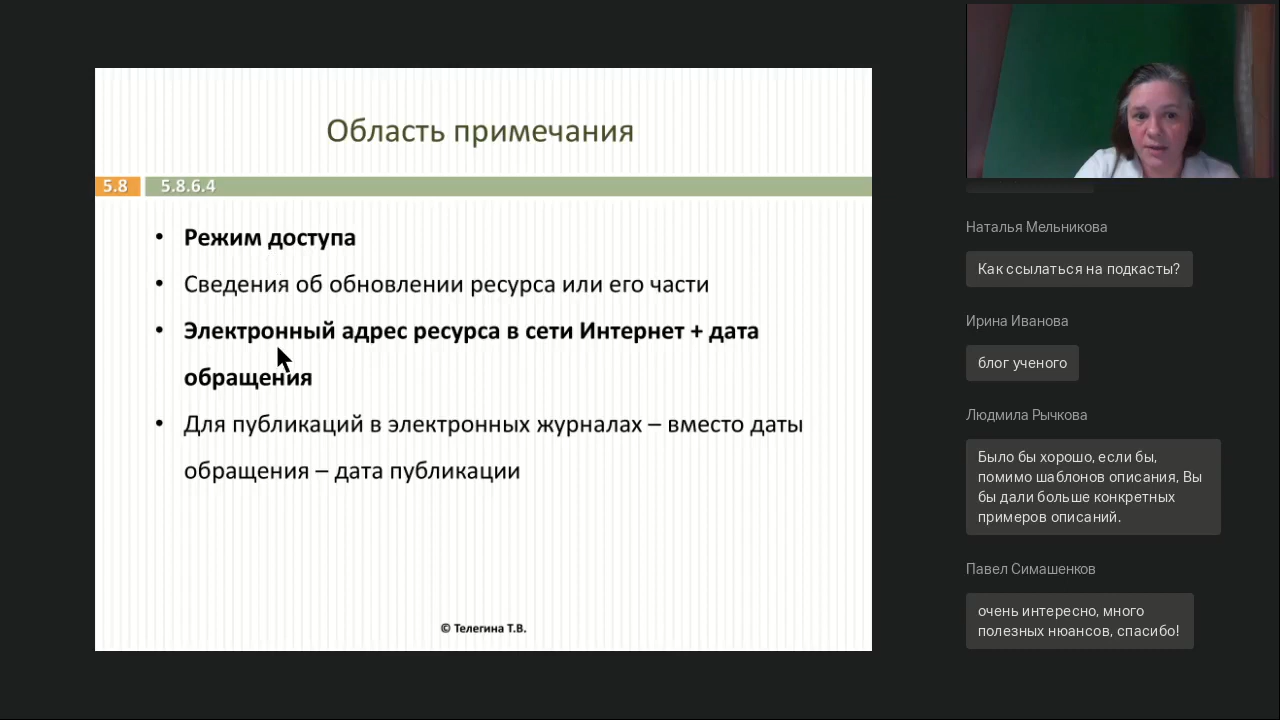 Область примечания
5.8 5.8.6.4
• Режим доступа
• Сведения об обновлении ресурса или его части
• Электронный адрес ресурса в сети Интернет + дата
обращения
• Для публикаций в электронных журналах – вместо даты
обращения – дата публикации
© Телегина Т.В.
Наталья Мельникова
Как ссылаться на подкасты?
Ирина Иванова
блог ученого
Людмила Рычкова
Было бы хорошо, если бы,
помимо шаблонов описания, Вы
бы дали больше конкретных
примеров описаний.
Павел Симашенков
очень интересно, много
полезных нюансов, спасибо!